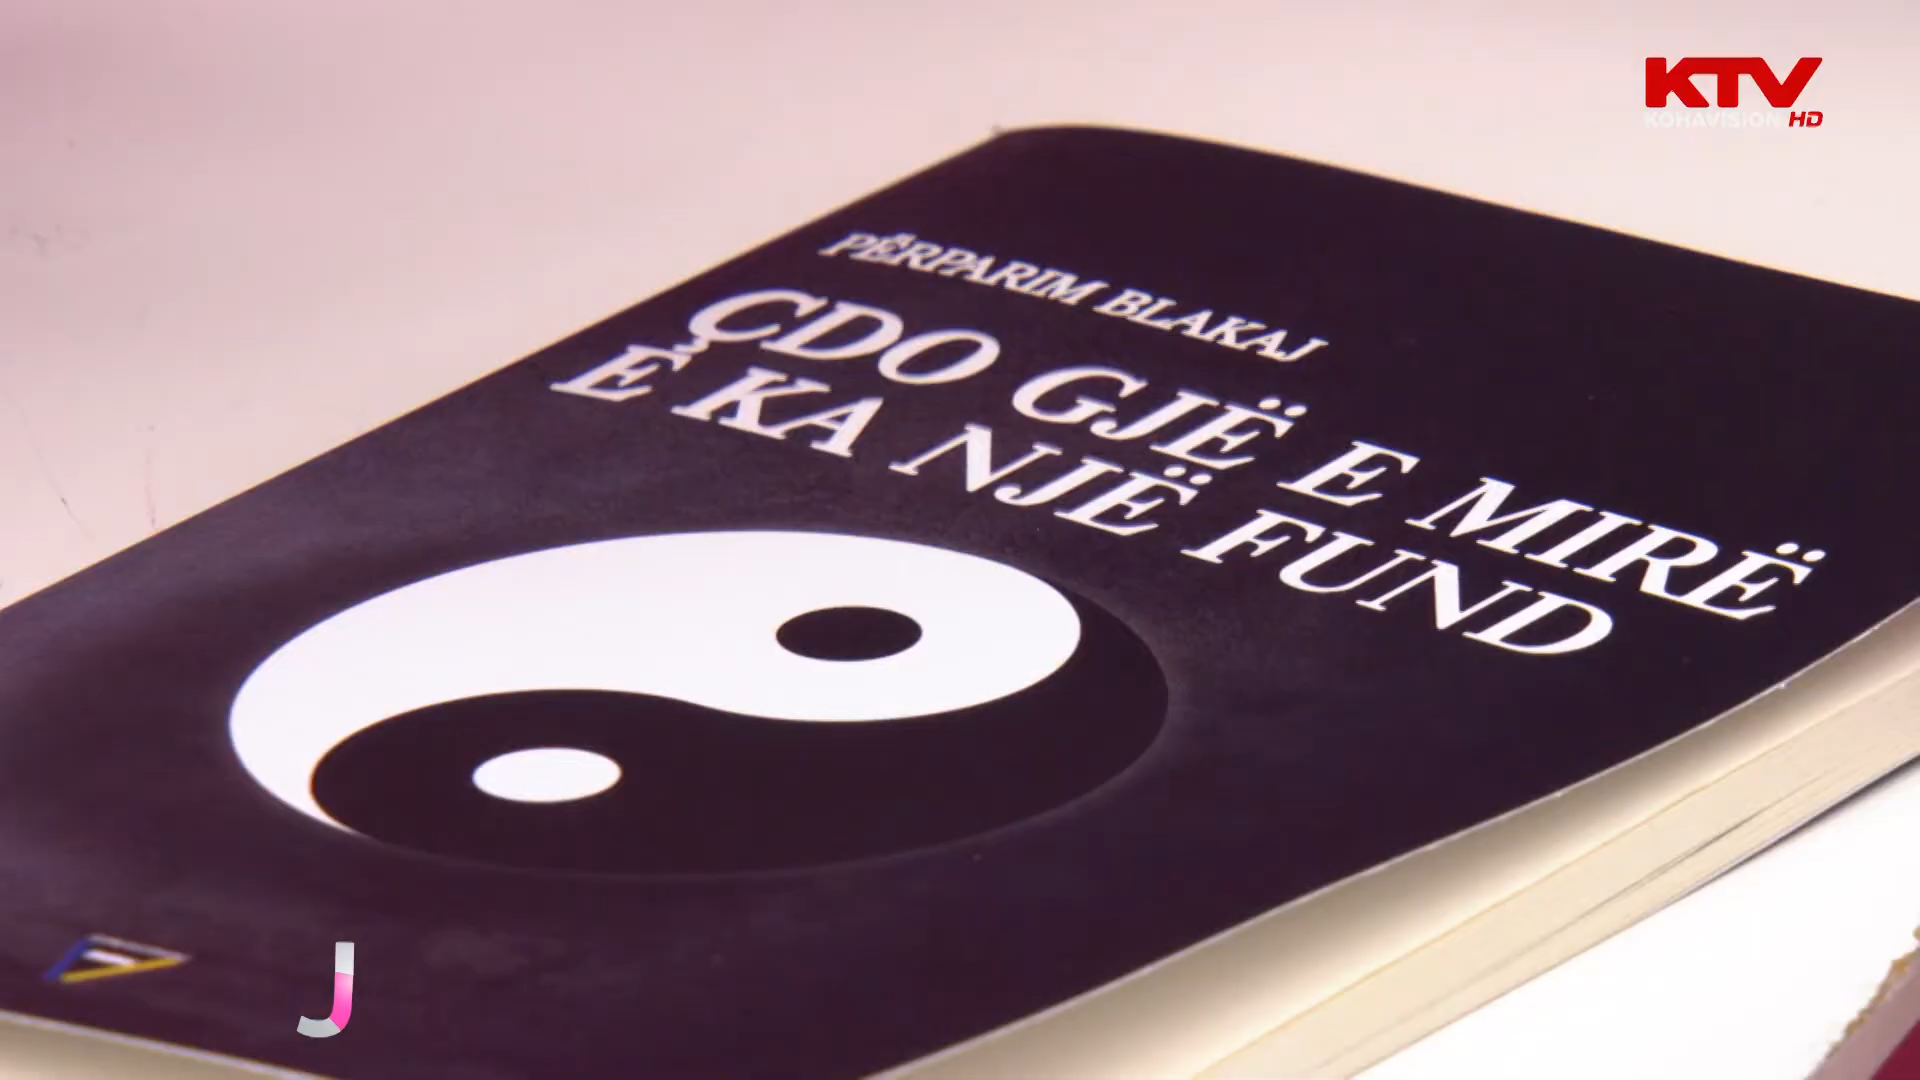 KTV
KOHAVISION HD
PËRPARIM BLAKAJ
ÇDO GJË E MIRË
E KA NJË FUND
J